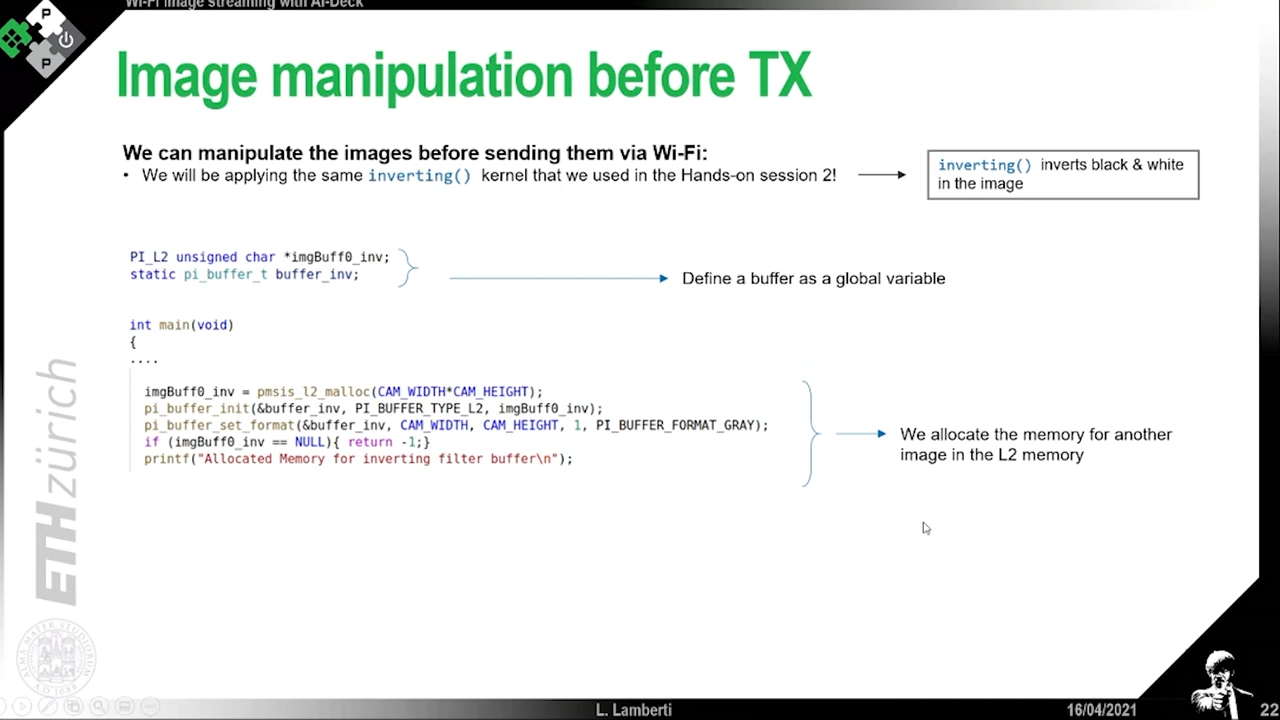 Wi-Fi image streaming with AI-Deck
P
P
Image manipulation before TX
We can manipulate the images before sending them via Wi-Fi:
• We will be applying the same inverting() kernel that we used in the Hands-on session 2!
inverting() inverts black & white
in the image
PI_L2 unsigned char *imgBuff0_inv;
static pi_buffer_t buffer_inv;
Define a buffer as a global variable
int main(void)
{
....
imgBuff0_inv = pmsis_l2_malloc(CAM_WIDTH*CAM_HEIGHT);
pi_buffer_init(&buffer_inv, PI_BUFFER_TYPE_L2, imgBuff0_inv);
pi_buffer_set_format(&buffer_inv, CAM_WIDTH, CAM_HEIGHT, 1, PI_BUFFER_FORMAT_GRAY);
if (imgBuff0_inv == NULL){ return -1;}
printf("Allocated Memory for inverting filter buffer\n");
We allocate the memory for another
image in the L2 memory
ETH zürich
ALMA MATER STUDIORUM
A.D. 1088
L. Lamberti
16/04/2021
22